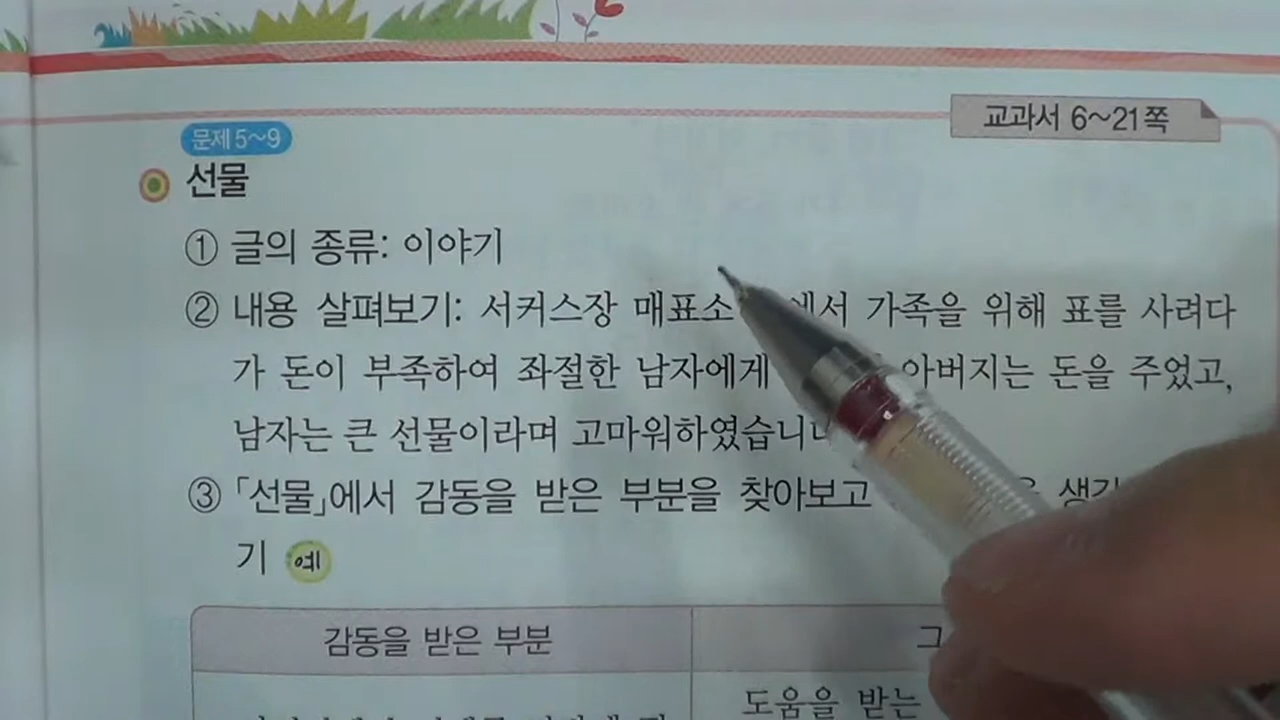 교과서 6~21쪽
문제 5~9
선물
① 글의 종류: 이야기
② 내용 살펴보기: 서커스장 매표소 에서 가족을 위해 표를 사려다
가 돈이 부족하여 좌절한 남자에게 아버지는 돈을 주었고,
남자는 큰 선물이라며 고마워하였습니다
③ 「선물」에서 감동을 받은 부분을 찾아보고
기 예
감동을 받은 부분 그
도움을 받는